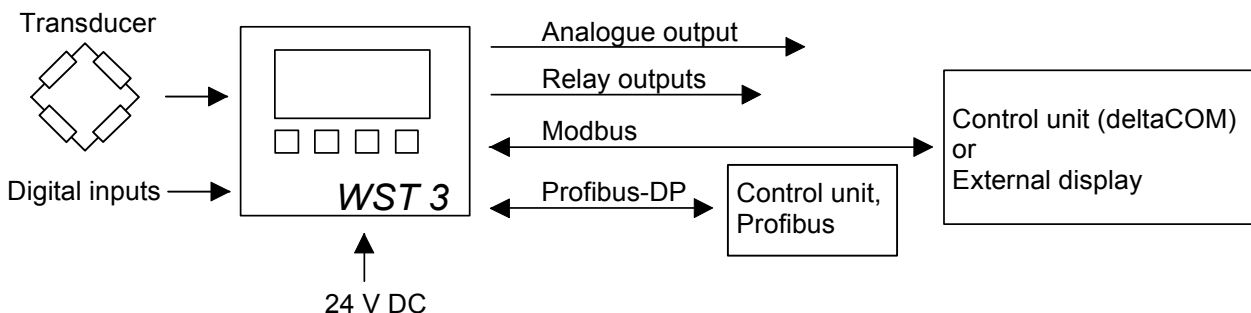 Transducer
Digital inputs
WST 3
24 V DC
Analogue output
Relay outputs
Modbus
Profibus-DP
Control unit,
Profibus
Control unit (deltaCOM)
or
External display